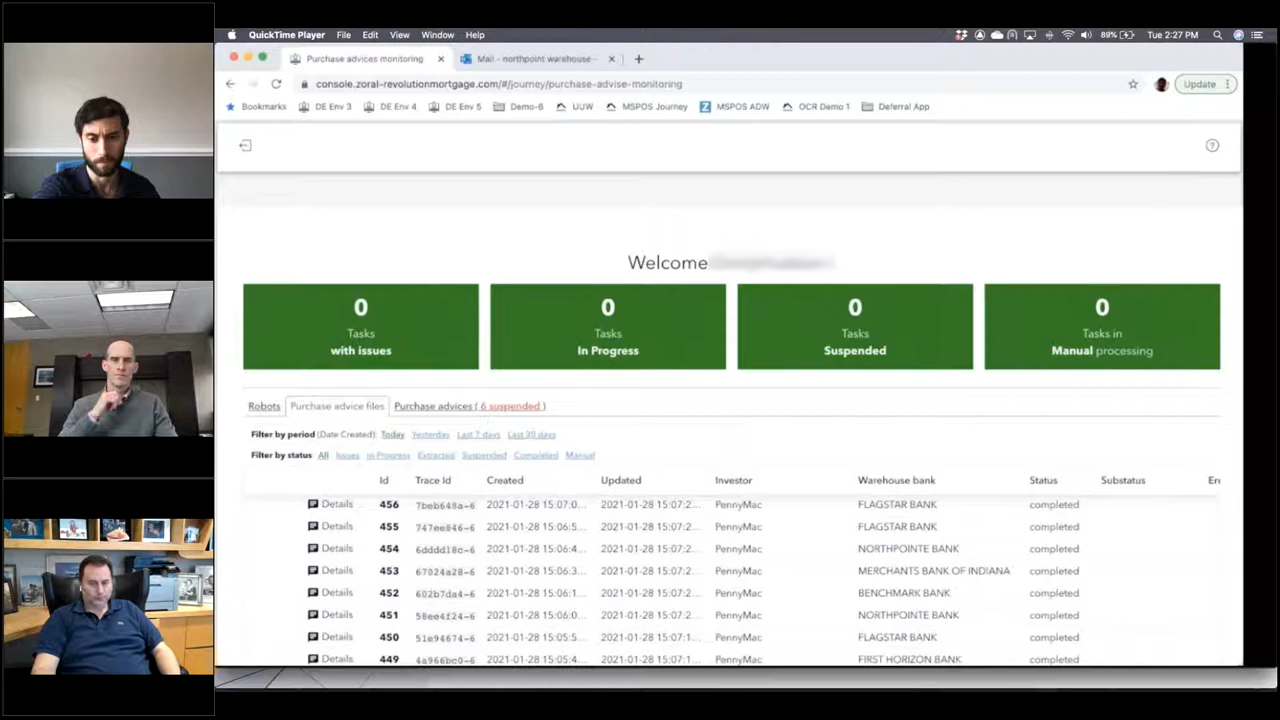 QuickTime Player File Edit View Window Help 89% Tue 2:27 PM
Purchase advices monitoring Mail - northpoint warehouse -
console.zoral-revolutionmortgage.com/#/journey/purchase-advise-monitoring Update
Bookmarks DE Env 3 DE Env 4 DE Env 5 Demo-6 UUW MSPOS Journey MSPOS ADW OCR Demo 1 Deferral App
Welcome
0 0 0 0
Tasks Tasks Tasks Tasks in
with issues In Progress Suspended Manual processing
Robots Purchase advice files Purchase advices ( 6 suspended )
Filter by period (Date Created): Today Yesterday Last 7 days Last 30 days
Filter by status All Issues In Progress Extracted Suspended Completed Manual
Id Trace Id Created Updated Investor Warehouse bank Status Substatus Err
Details 456 7beb648a-6 2021-01-28 15:07:0... 2021-01-28 15:07:2... PennyMac FLAGSTAR BANK completed
Details 455 747ee846-6 2021-01-28 15:06:5... 2021-01-28 15:07:2... PennyMac FLAGSTAR BANK completed
Details 454 6dddd18c-6 2021-01-28 15:06:4... 2021-01-28 15:07:2... PennyMac NORTHPOINTE BANK completed
Details 453 67024a28-6 2021-01-28 15:06:3... 2021-01-28 15:07:2... PennyMac MERCHANTS BANK OF INDIANA completed
Details 452 602b7da4-6 2021-01-28 15:06:1... 2021-01-28 15:07:2... PennyMac BENCHMARK BANK completed
Details 451 58ee4f24-6 2021-01-28 15:06:0... 2021-01-28 15:07:2... PennyMac NORTHPOINTE BANK completed
Details 450 51e94674-6 2021-01-28 15:05:5... 2021-01-28 15:07:1... PennyMac FLAGSTAR BANK completed
Details 449 4a966bc0-6 2021-01-28 15:05:4... 2021-01-28 15:07:1... PennyMac FIRST HORIZON BANK completed